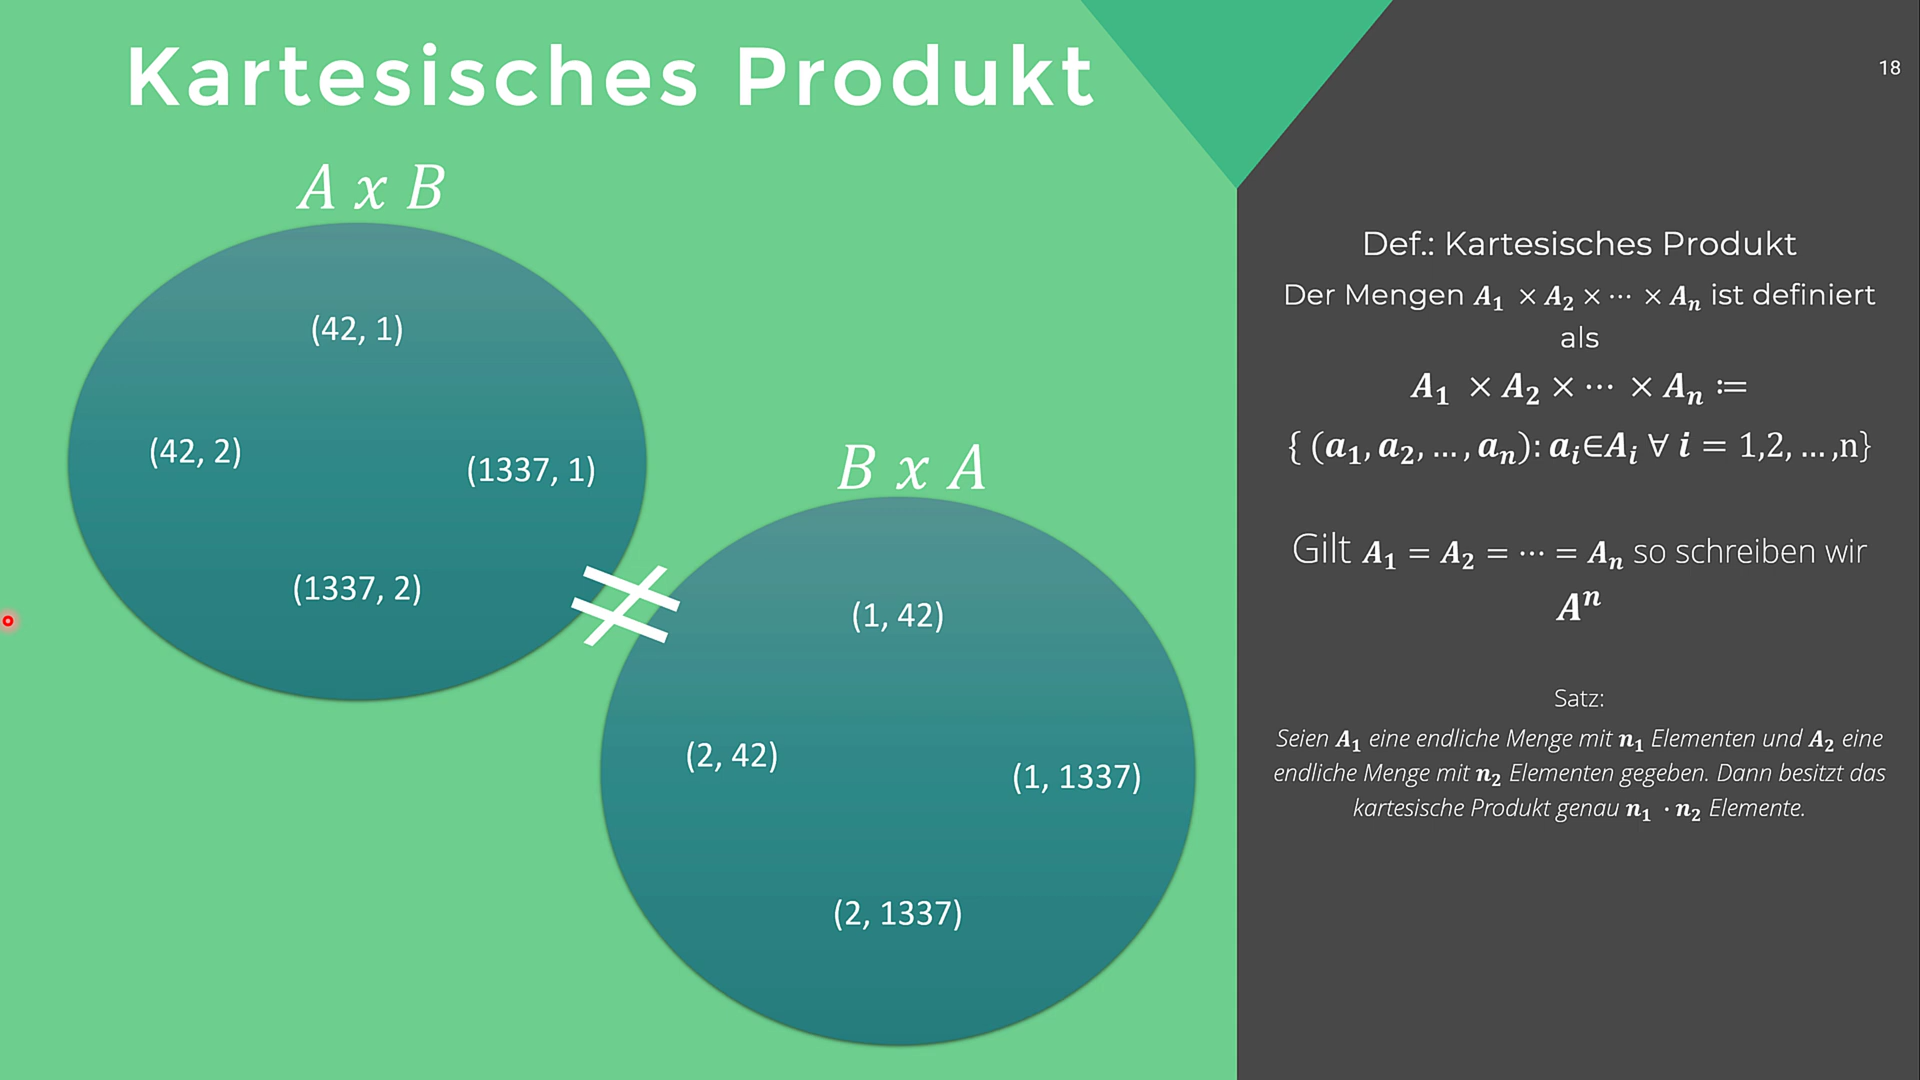 Kartesisches Produkt
18
A x B
(42, 1)
(42, 2)
(1337, 1)
(1337, 2)
≠
B x A
(1, 42)
(2, 42)
(1, 1337)
(2, 1337)
Def.: Kartesisches Produkt
Der Mengen A₁ × A₂ × ⋯ × Aₙ ist definiert
als
A₁ × A₂ × ⋯ × Aₙ ≔
{ (a₁, a₂, … , aₙ): aᵢ∈Aᵢ ∀ i = 1,2, … ,n}
Gilt A₁ = A₂ = ⋯ = Aₙ so schreiben wir
Aⁿ
Satz:
Seien A₁ eine endliche Menge mit n₁ Elementen und A₂ eine
endliche Menge mit n₂ Elementen gegeben. Dann besitzt das
kartesische Produkt genau n₁ · n₂ Elemente.